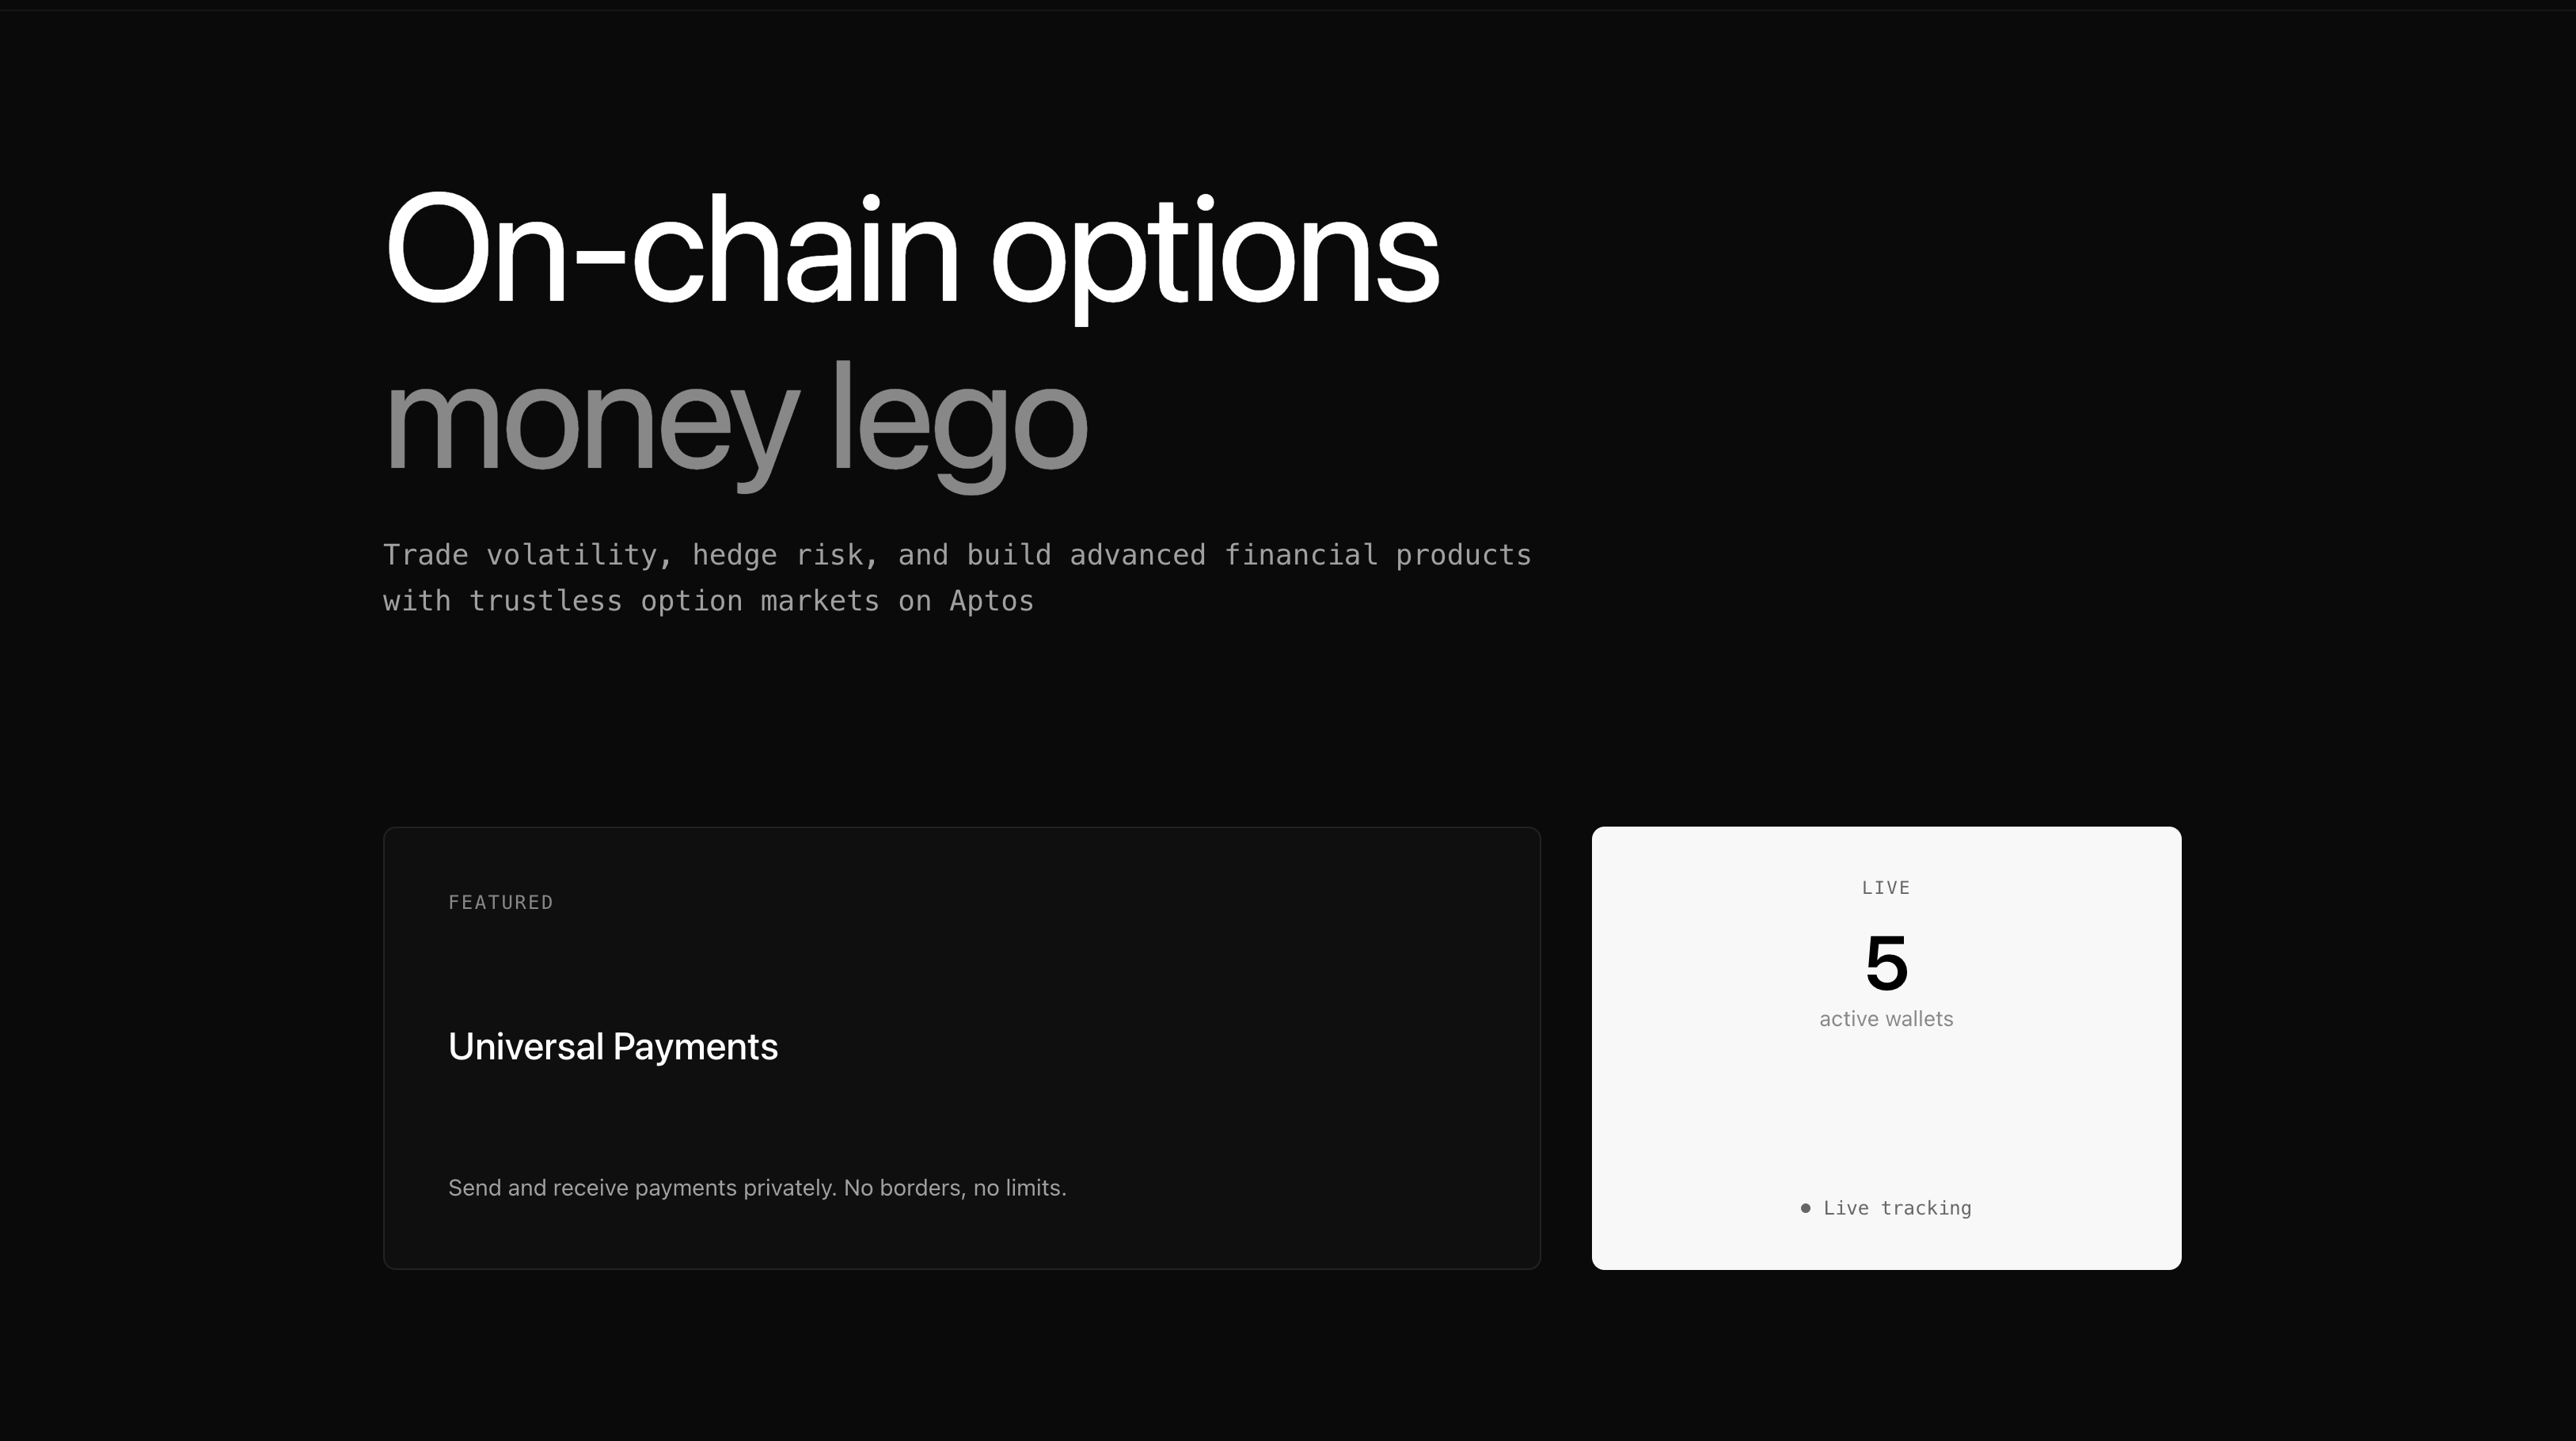 On-chain options
money lego
Trade volatility, hedge risk, and build advanced financial products
with trustless option markets on Aptos
FEATURED
Universal Payments
Send and receive payments privately. No borders, no limits.
LIVE
5
active wallets
Live tracking